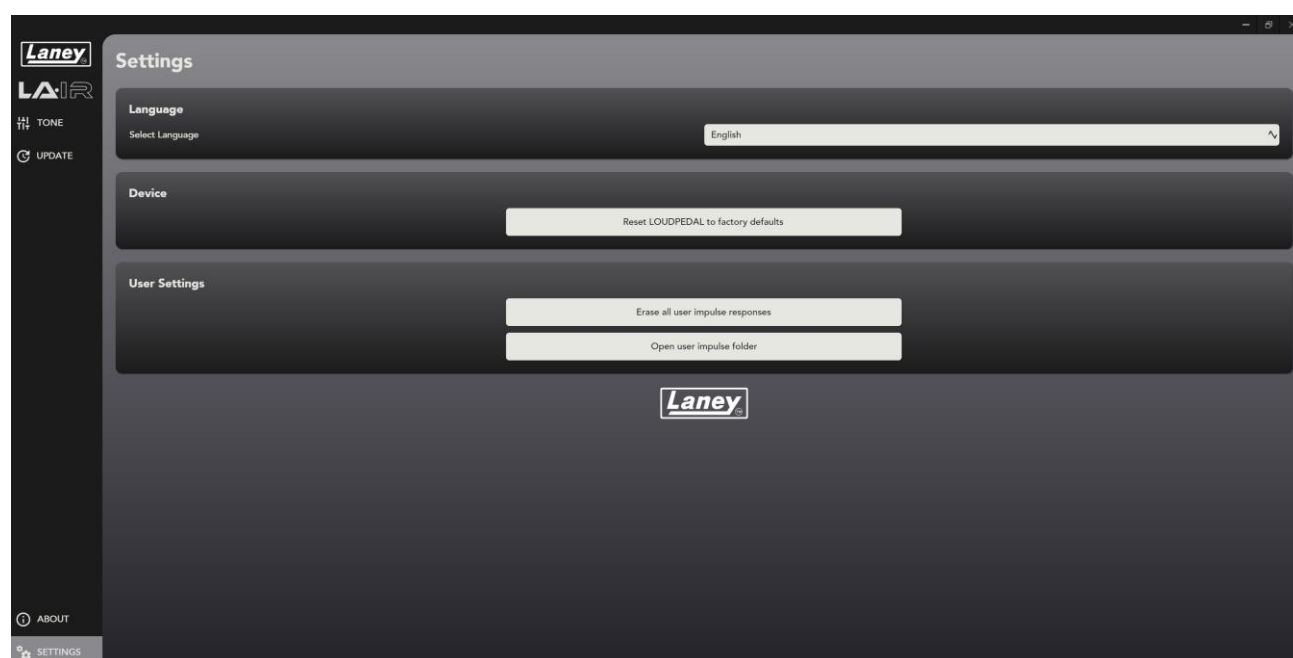 Laney
LA·IR
TONE
UPDATE
Settings
Language
Select Language
English
Device
Reset LOUDPEDAL to factory defaults
User Settings
Erase all user impulse responses
Open user impulse folder
Laney
ABOUT
SETTINGS